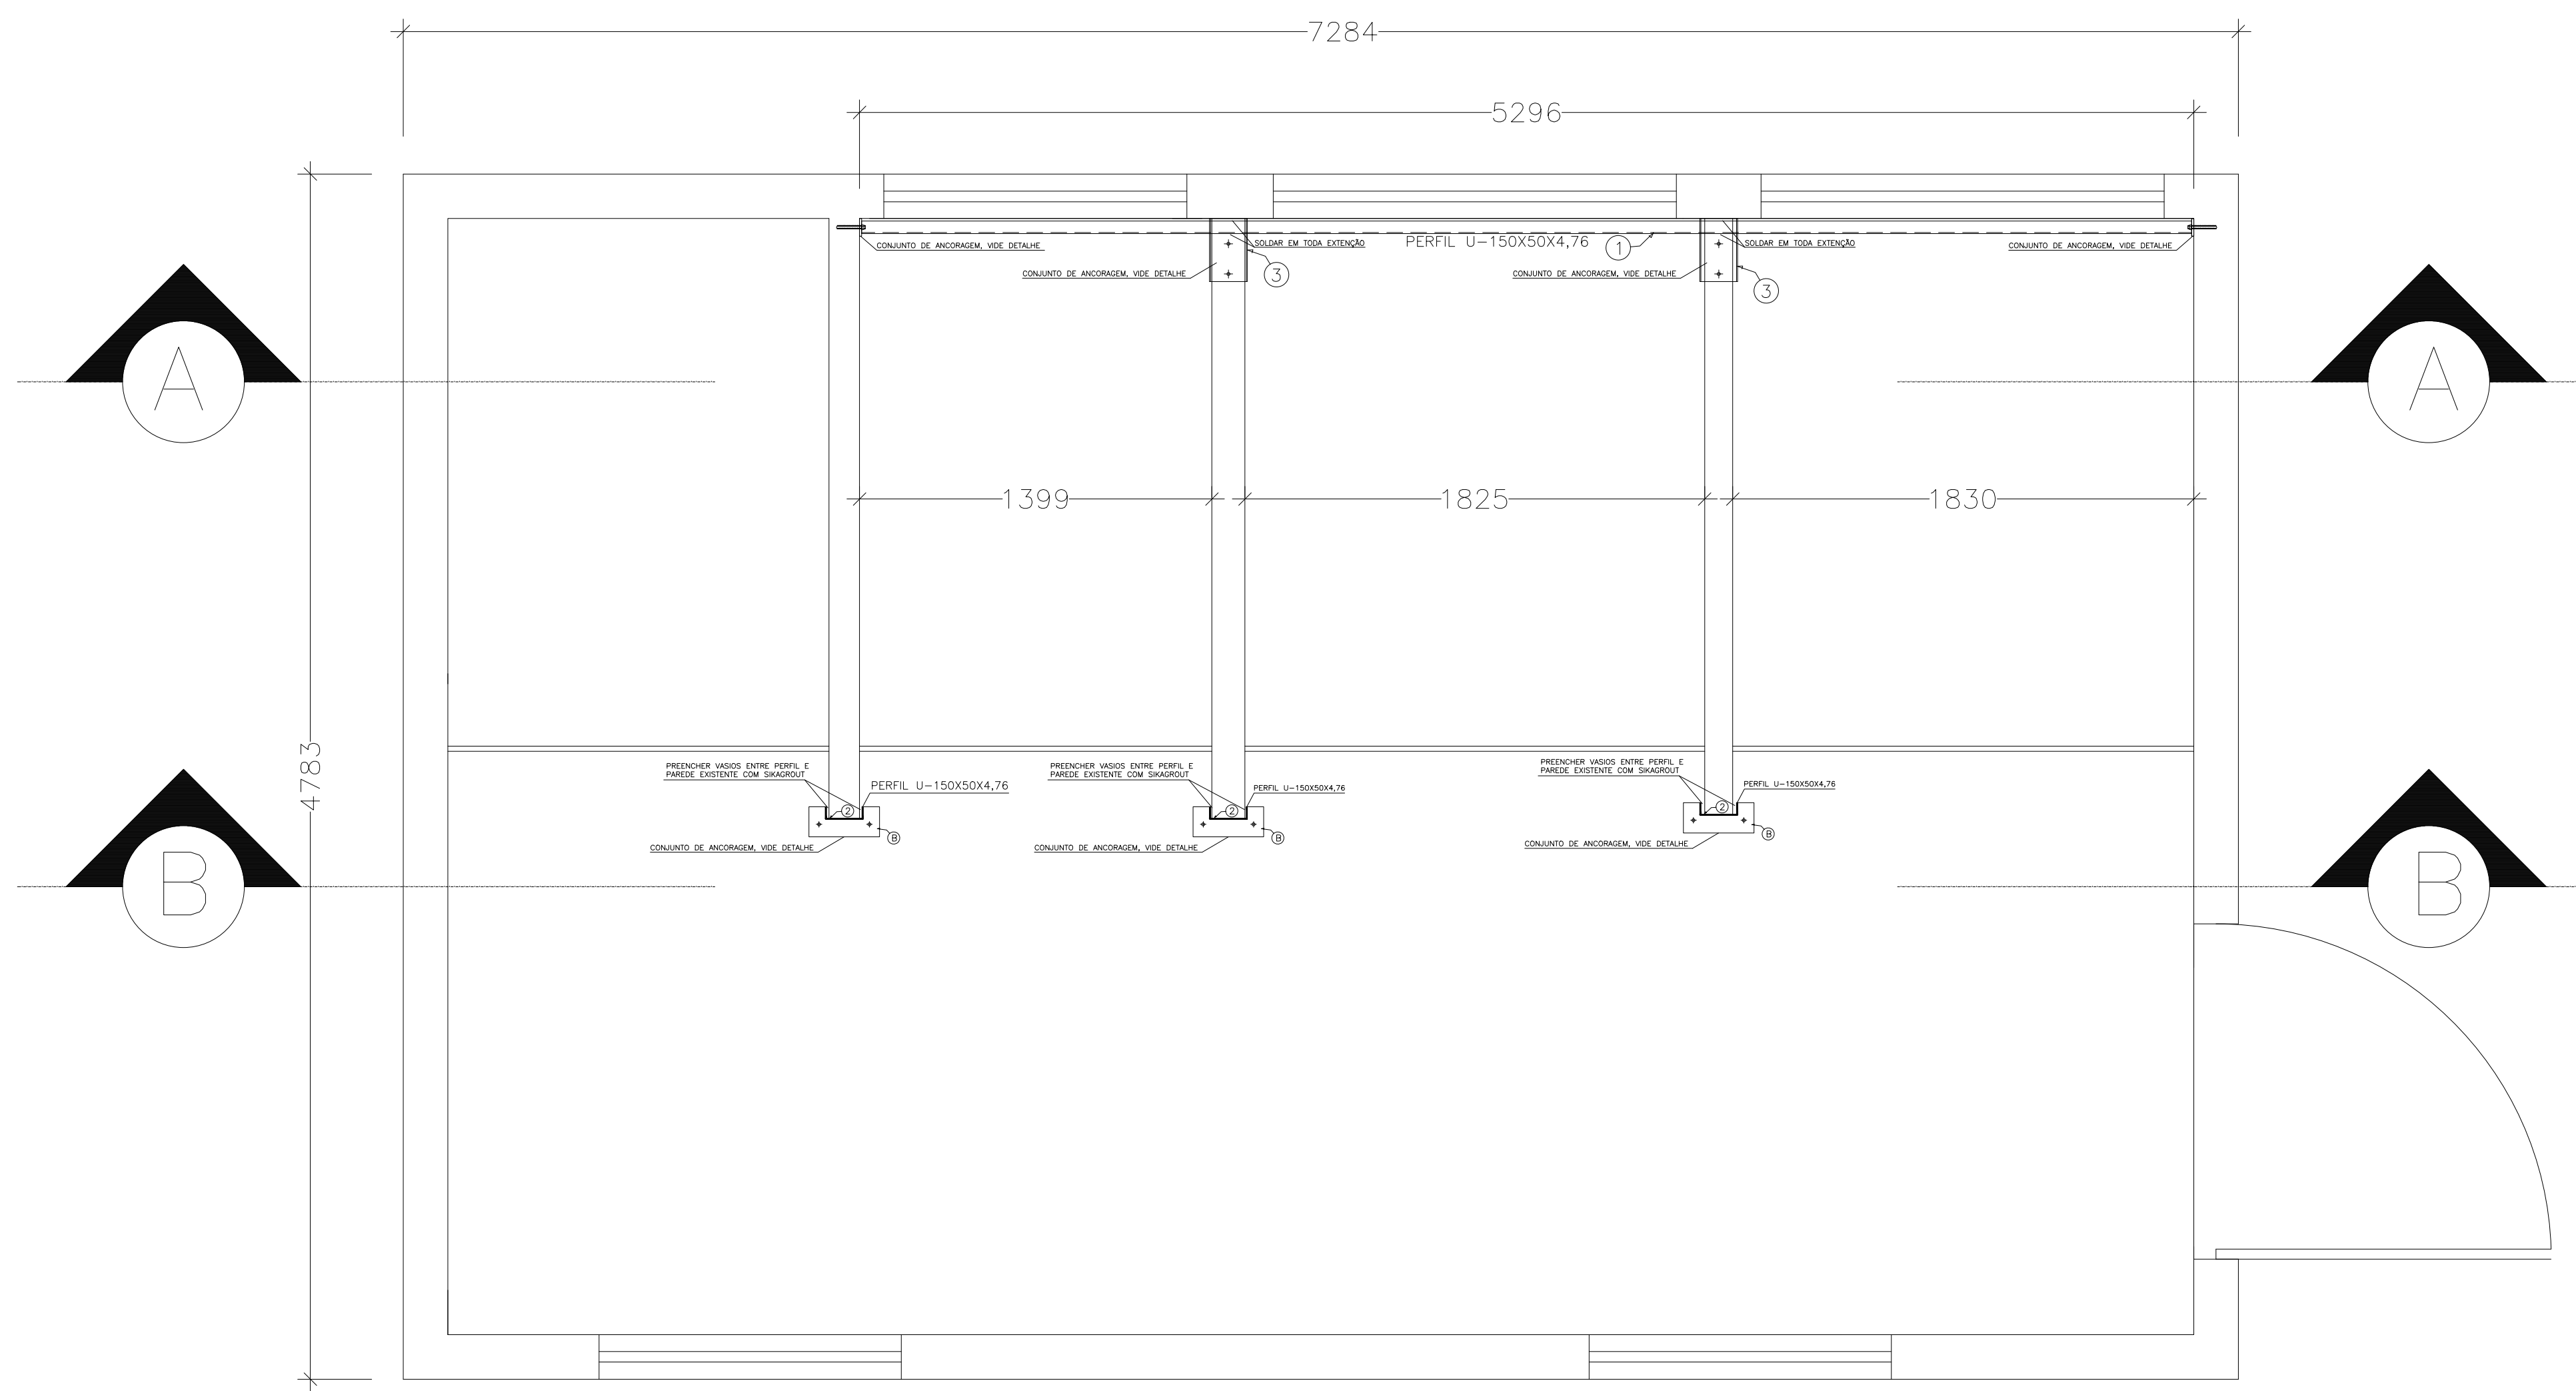 7284
5296
CONJUNTO DE ANCORAGEM, VIDE DETALHE
SOLDAR EM TODA EXTENÇÃO
PERFIL U-150X50X4,76
1
SOLDAR EM TODA EXTENÇÃO
CONJUNTO DE ANCORAGEM, VIDE DETALHE
CONJUNTO DE ANCORAGEM, VIDE DETALHE
3
CONJUNTO DE ANCORAGEM, VIDE DETALHE
3
A
A
1399
1825
1830
4783
PREENCHER VASIOS ENTRE PERFIL E
PAREDE EXISTENTE COM SIKAGROUT
PERFIL U-150X50X4,76
2
B
CONJUNTO DE ANCORAGEM, VIDE DETALHE
PREENCHER VASIOS ENTRE PERFIL E
PAREDE EXISTENTE COM SIKAGROUT
PERFIL U-150X50X4,76
2
B
CONJUNTO DE ANCORAGEM, VIDE DETALHE
PREENCHER VASIOS ENTRE PERFIL E
PAREDE EXISTENTE COM SIKAGROUT
PERFIL U-150X50X4,76
2
B
CONJUNTO DE ANCORAGEM, VIDE DETALHE
B
B